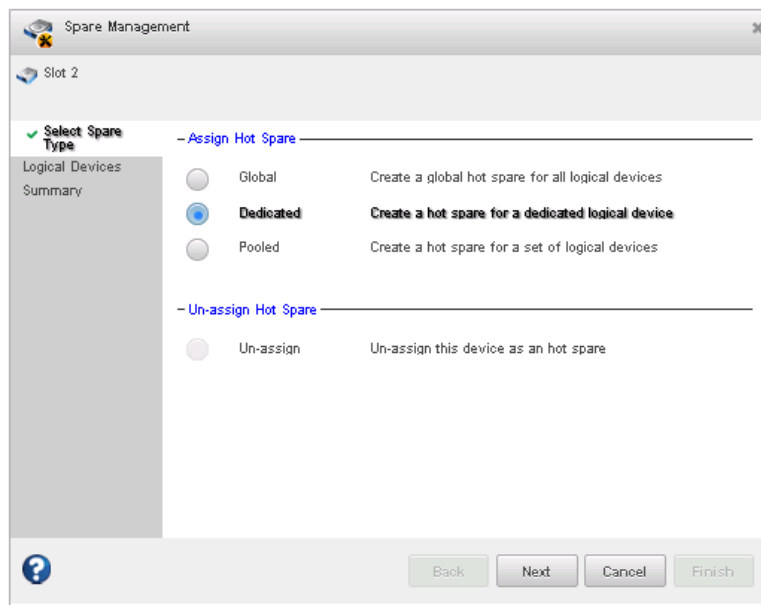 Spare Management
Slot 2
Select Spare
Type
Logical Devices
Summary
Assign Hot Spare
Global Create a global hot spare for all logical devices
Dedicated Create a hot spare for a dedicated logical device
Pooled Create a hot spare for a set of logical devices
Un-assign Hot Spare
Un-assign Un-assign this device as an hot spare
?
Back Next Cancel Finish